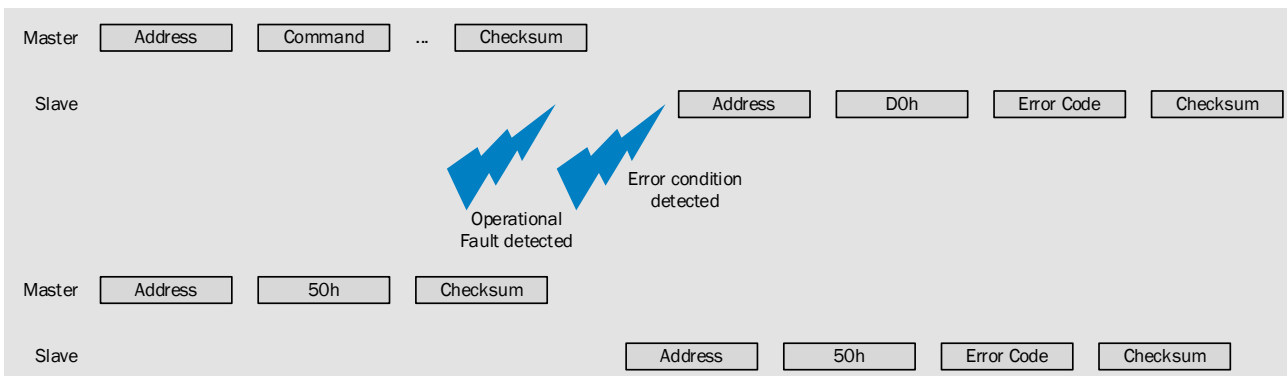 Master Address Command ... Checksum
Slave Address D0h Error Code Checksum
Error condition
detected
Operational
Fault detected
Master Address 50h Checksum
Slave Address 50h Error Code Checksum